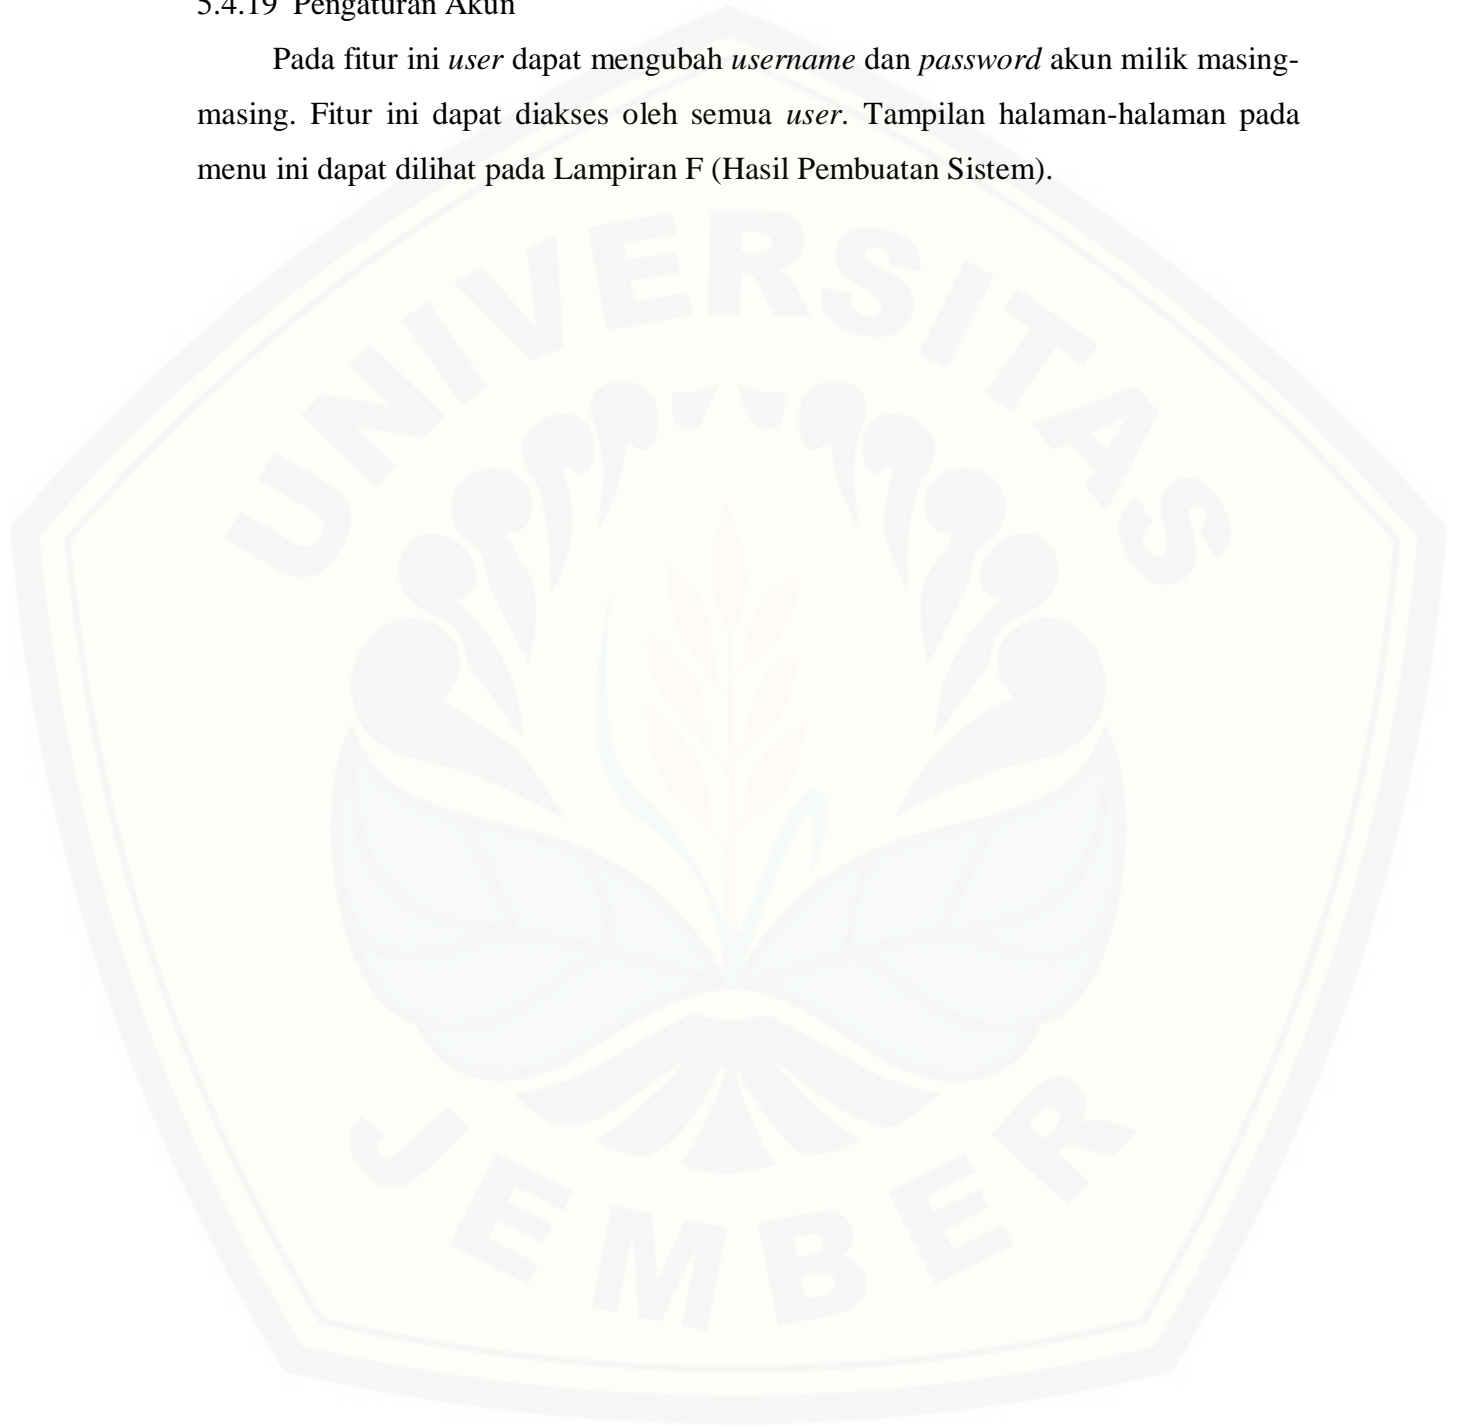 5.4.19 Pengaturan Akun
Pada fitur ini user dapat mengubah username dan password akun milik masing-
masing. Fitur ini dapat diakses oleh semua user. Tampilan halaman-halaman pada
menu ini dapat dilihat pada Lampiran F (Hasil Pembuatan Sistem).
UNIVERSITAS
JEMBER